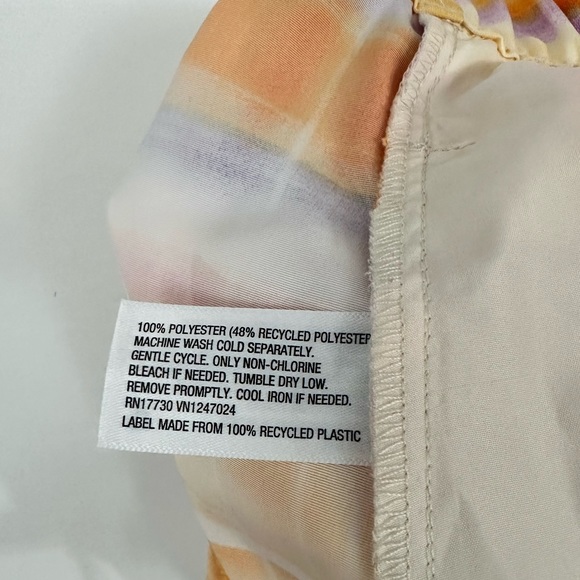 100% POLYESTER (48% RECYCLED POLYESTER
MACHINE WASH COLD SEPARATELY.
GENTLE CYCLE. ONLY NON-CHLORINE
BLEACH IF NEEDED. TUMBLE DRY LOW.
REMOVE PROMPTLY. COOL IRON IF NEEDED.
RN17730 VN1247024
LABEL MADE FROM 100% RECYCLED PLASTIC